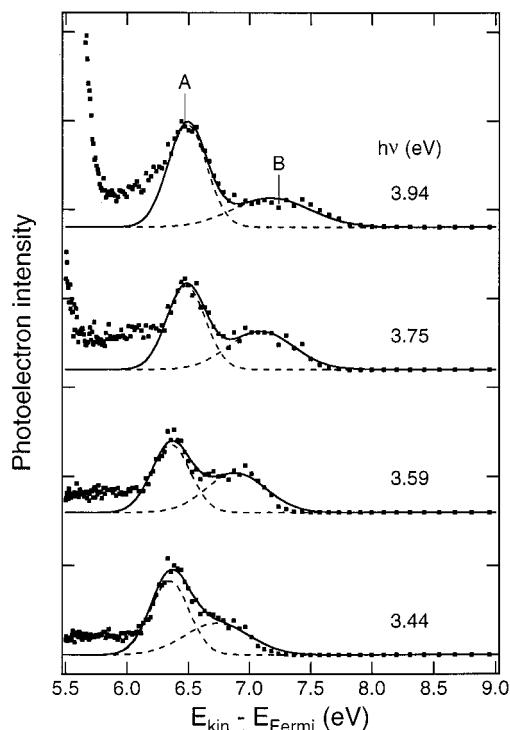 A
B
hν (eV)
3.94
3.75
3.59
3.44
Photoelectron intensity
5.5 6.0 6.5 7.0 7.5 8.0 8.5 9.0
E_kin - E_Fermi (eV)